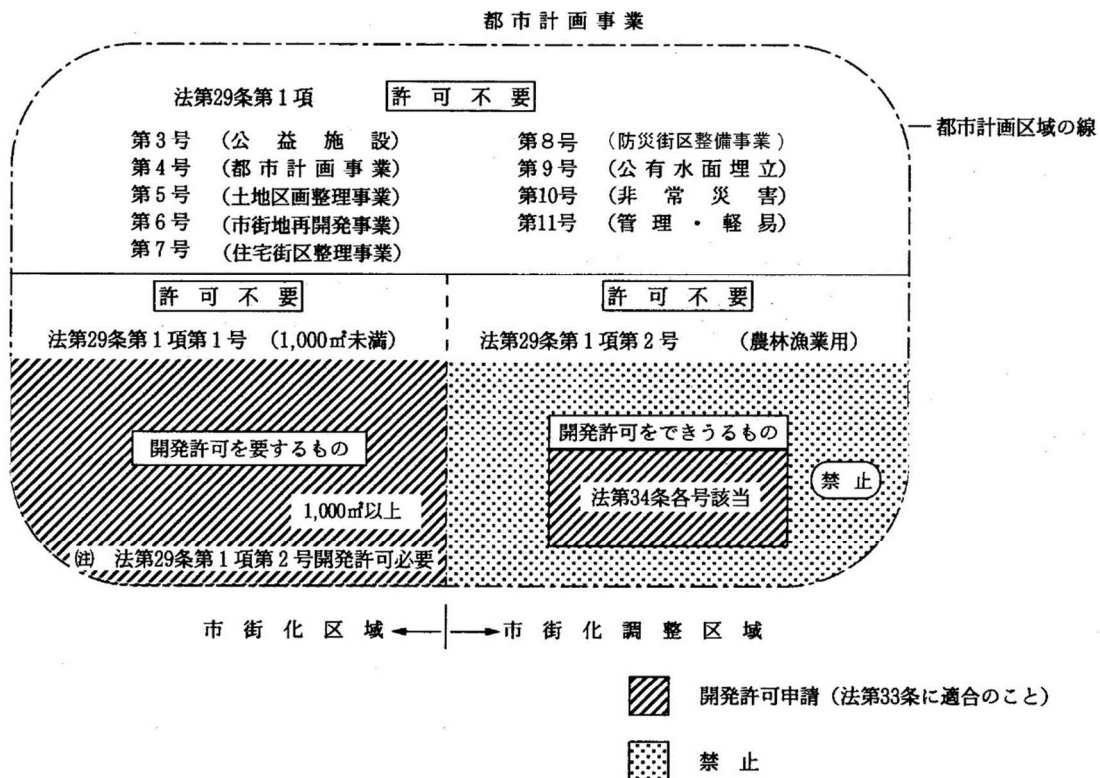 都市計画事業
法第29条第1項 許可不要
第3号 (公益施設) 第8号 (防災街区整備事業)
第4号 (都市計画事業) 第9号 (公有水面埋立)
第5号 (土地区画整理事業) 第10号 (非常災害)
第6号 (市街地再開発事業) 第11号 (管理・軽易)
第7号 (住宅街区整理事業)
都市計画区域の線
許可不要 許可不要
法第29条第1項第1号 (1,000㎡未満) 法第29条第1項第2号 (農林漁業用)
開発許可を要するもの
1,000㎡以上
㊟ 法第29条第1項第2号開発許可必要
開発許可をできうるもの
法第34条各号該当
禁止
市街化区域 市街化調整区域
開発許可申請（法第33条に適合のこと）
禁止